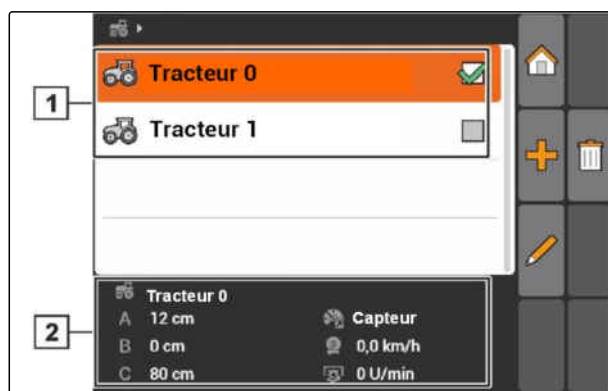 1
Tracteur 0
Tracteur 1
2
Tracteur 0
A 12 cm Capteur
B 0 cm 0,0 km/h
C 80 cm 0 U/min